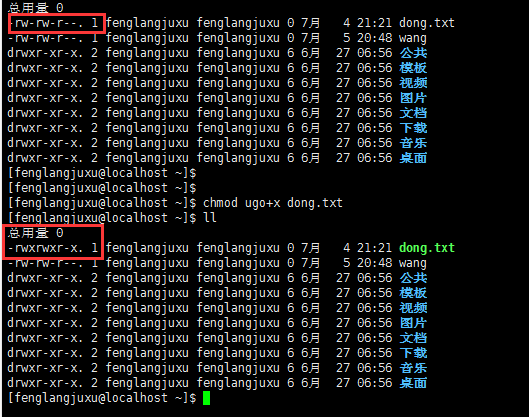 总用量 0
-rw-rw-r--. 1 fenglangjuxu fenglangjuxu 0 7月   4 21:21 dong.txt
-rw-rw-r--. 1 fenglangjuxu fenglangjuxu 0 7月   5 20:48 wang
drwxr-xr-x. 2 fenglangjuxu fenglangjuxu 6 6月  27 06:56 公共
drwxr-xr-x. 2 fenglangjuxu fenglangjuxu 6 6月  27 06:56 模板
drwxr-xr-x. 2 fenglangjuxu fenglangjuxu 6 6月  27 06:56 视频
drwxr-xr-x. 2 fenglangjuxu fenglangjuxu 6 6月  27 06:56 图片
drwxr-xr-x. 2 fenglangjuxu fenglangjuxu 6 6月  27 06:56 文档
drwxr-xr-x. 2 fenglangjuxu fenglangjuxu 6 6月  27 06:56 下载
drwxr-xr-x. 2 fenglangjuxu fenglangjuxu 6 6月  27 06:56 音乐
drwxr-xr-x. 2 fenglangjuxu fenglangjuxu 6 6月  27 06:56 桌面
[fenglangjuxu@localhost ~]$
[fenglangjuxu@localhost ~]$
[fenglangjuxu@localhost ~]$ chmod ugo+x dong.txt
[fenglangjuxu@localhost ~]$ ll
总用量 0
-rwxrwxr-x. 1 fenglangjuxu fenglangjuxu 0 7月   4 21:21 dong.txt
-rw-rw-r--. 1 fenglangjuxu fenglangjuxu 0 7月   5 20:48 wang
drwxr-xr-x. 2 fenglangjuxu fenglangjuxu 6 6月  27 06:56 公共
drwxr-xr-x. 2 fenglangjuxu fenglangjuxu 6 6月  27 06:56 模板
drwxr-xr-x. 2 fenglangjuxu fenglangjuxu 6 6月  27 06:56 视频
drwxr-xr-x. 2 fenglangjuxu fenglangjuxu 6 6月  27 06:56 图片
drwxr-xr-x. 2 fenglangjuxu fenglangjuxu 6 6月  27 06:56 文档
drwxr-xr-x. 2 fenglangjuxu fenglangjuxu 6 6月  27 06:56 下载
drwxr-xr-x. 2 fenglangjuxu fenglangjuxu 6 6月  27 06:56 音乐
drwxr-xr-x. 2 fenglangjuxu fenglangjuxu 6 6月  27 06:56 桌面
[fenglangjuxu@localhost ~]$